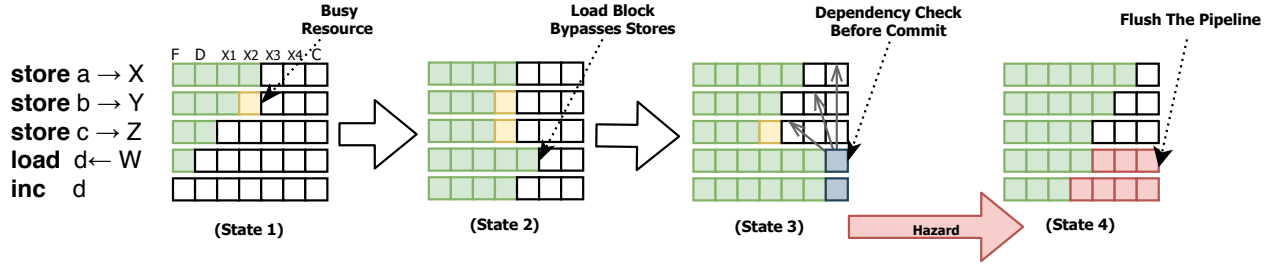 Busy
Resource
Load Block
Bypasses Stores
Dependency Check
Before Commit
Flush The Pipeline
F D X1 X2 X3 X4 C
store a → X
store b → Y
store c → Z
load d← W
inc d
(State 1)
(State 2)
(State 3)
Hazard
(State 4)